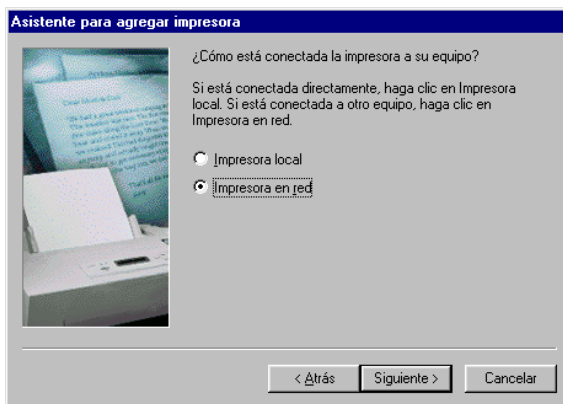 Asistente para agregar impresora
¿Cómo está conectada la impresora a su equipo?
Si está conectada directamente, haga clic en Impresora
local. Si está conectada a otro equipo, haga clic en
Impresora en red.
Impresora local
Impresora en red
< Atrás
Siguiente >
Cancelar